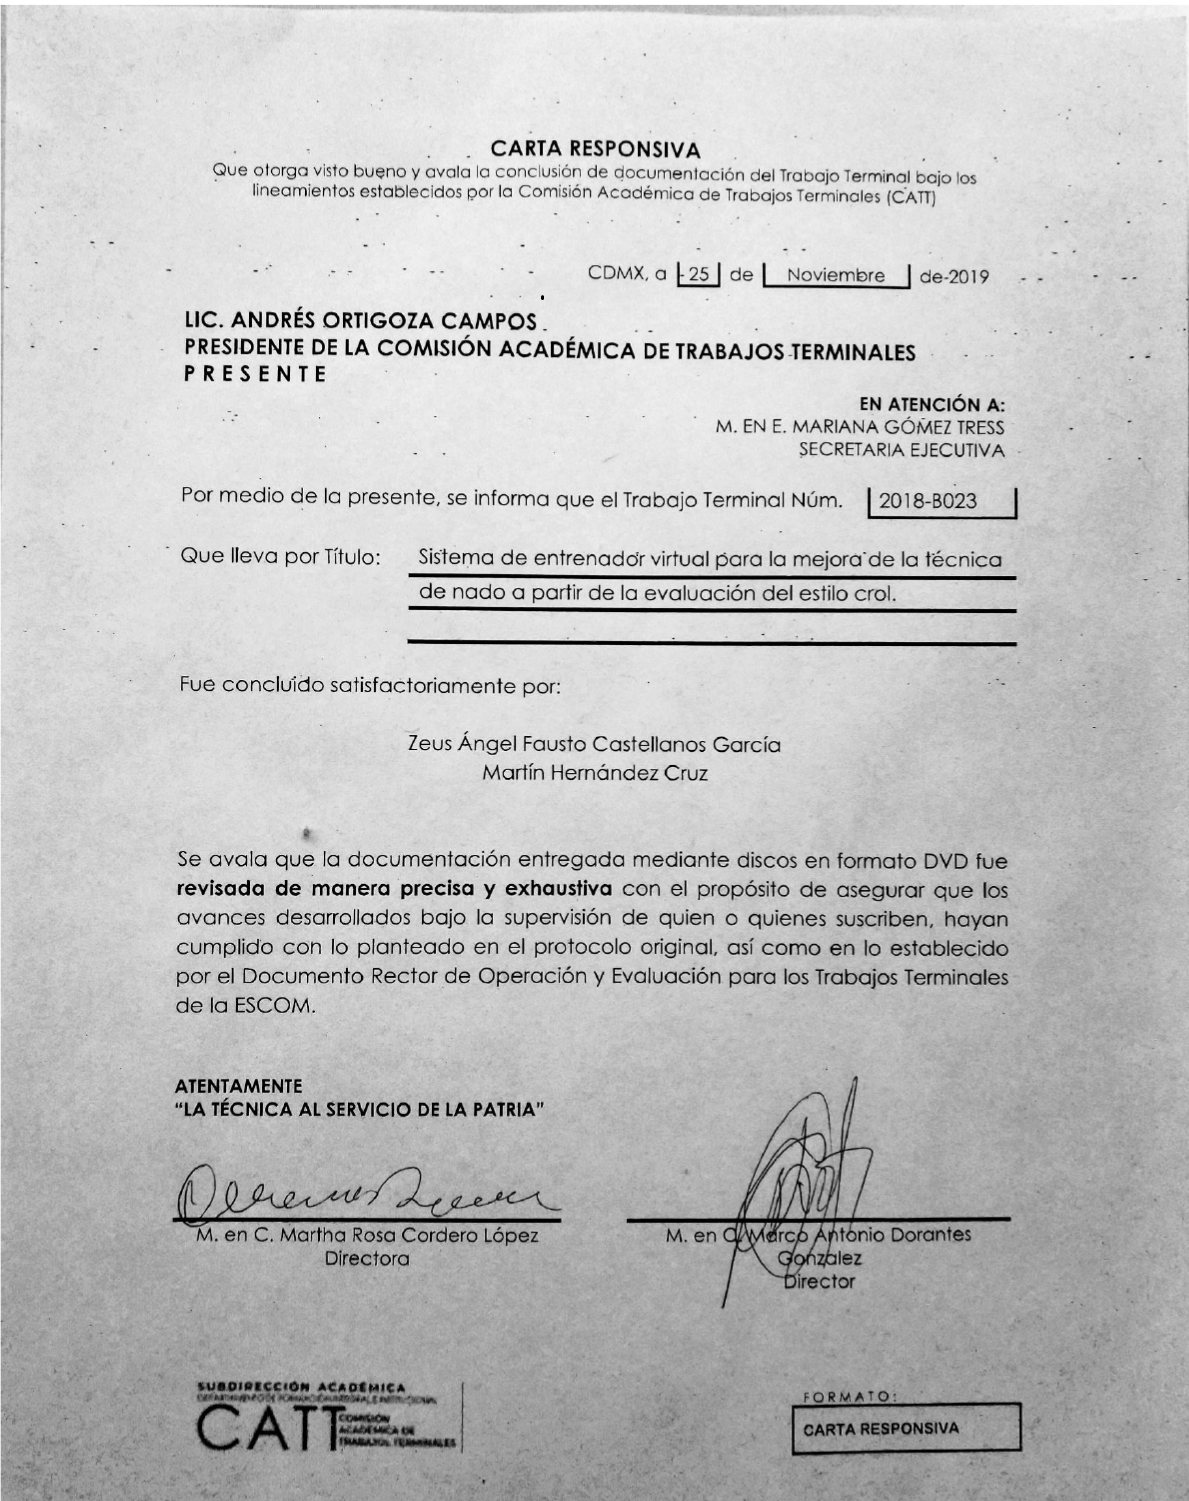 CARTA RESPONSIVA
Que otorga visto bueno y avala la conclusión de documentación del Trabajo Terminal bajo los
lineamientos establecidos por la Comisión Académica de Trabajos Terminales (CATT)
CDMX, a 25 de Noviembre de-2019
LIC. ANDRÉS ORTIGOZA CAMPOS
PRESIDENTE DE LA COMISIÓN ACADÉMICA DE TRABAJOS TERMINALES
P R E S E N T E
EN ATENCIÓN A:
M. EN E. MARIANA GÓMEZ TRESS
SECRETARIA EJECUTIVA
Por medio de la presente, se informa que el Trabajo Terminal Núm. 2018-B023
Que lleva por Título: Sistema de entrenador virtual para la mejora de la técnica
de nado a partir de la evaluación del estilo crol.
Fue concluído satisfactoriamente por:
Zeus Ángel Fausto Castellanos García
Martín Hernández Cruz
Se avala que la documentación entregada mediante discos en formato DVD fue
revisada de manera precisa y exhaustiva con el propósito de asegurar que los
avances desarrollados bajo la supervisión de quien o quienes suscriben, hayan
cumplido con lo planteado en el protocolo original, así como en lo establecido
por el Documento Rector de Operación y Evaluación para los Trabajos Terminales
de la ESCOM.
ATENTAMENTE
“LA TÉCNICA AL SERVICIO DE LA PATRIA”
M. en C. Martha Rosa Cordero López
Directora
M. en C. Marco Antonio Dorantes
Gonzalez
Director
SUBDIRECCIÓN ACADÉMICA
CATT
COMISIÓN
ACADÉMICA DE
TRABAJOS TERMINALES
FORMATO:
CARTA RESPONSIVA